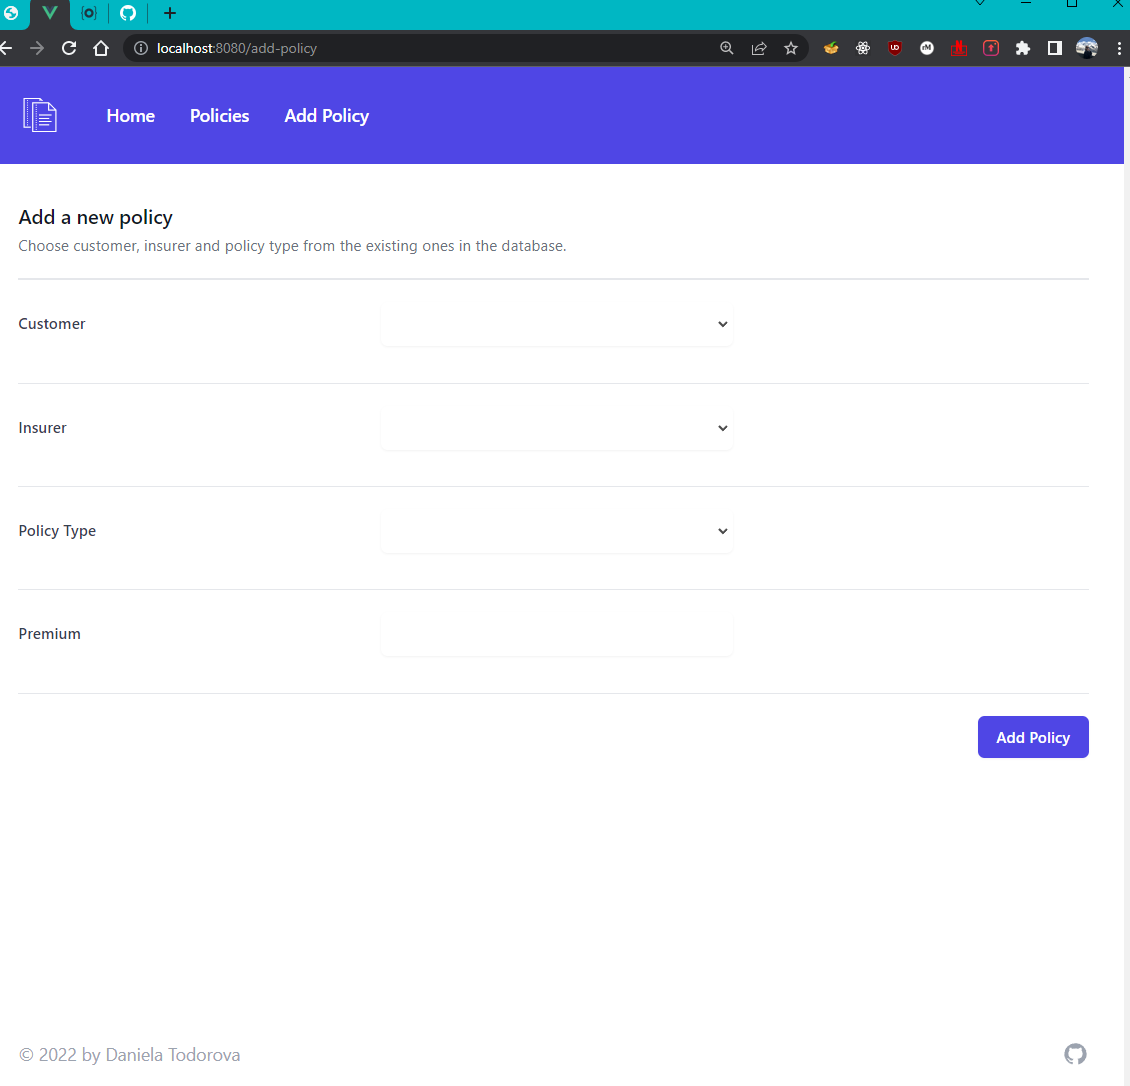 localhost:8080/add-policy
Home Policies Add Policy
Add a new policy
Choose customer, insurer and policy type from the existing ones in the database.
Customer
Insurer
Policy Type
Premium
Add Policy
© 2022 by Daniela Todorova